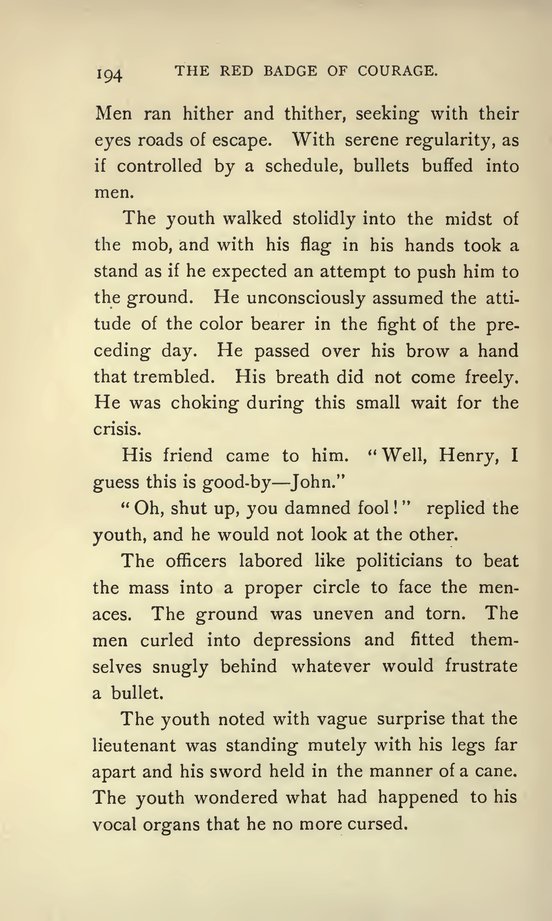 194 THE RED BADGE OF COURAGE.
Men ran hither and thither, seeking with their
eyes roads of escape. With serene regularity, as
if controlled by a schedule, bullets buffed into
men.
The youth walked stolidly into the midst of
the mob, and with his flag in his hands took a
stand as if he expected an attempt to push him to
the ground. He unconsciously assumed the atti-
tude of the color bearer in the fight of the pre-
ceding day. He passed over his brow a hand
that trembled. His breath did not come freely.
He was choking during this small wait for the
crisis.
His friend came to him. "Well, Henry, I
guess this is good-by—John."
"Oh, shut up, you damned fool!" replied the
youth, and he would not look at the other.
The officers labored like politicians to beat
the mass into a proper circle to face the men-
aces. The ground was uneven and torn. The
men curled into depressions and fitted them-
selves snugly behind whatever would frustrate
a bullet.
The youth noted with vague surprise that the
lieutenant was standing mutely with his legs far
apart and his sword held in the manner of a cane.
The youth wondered what had happened to his
vocal organs that he no more cursed.